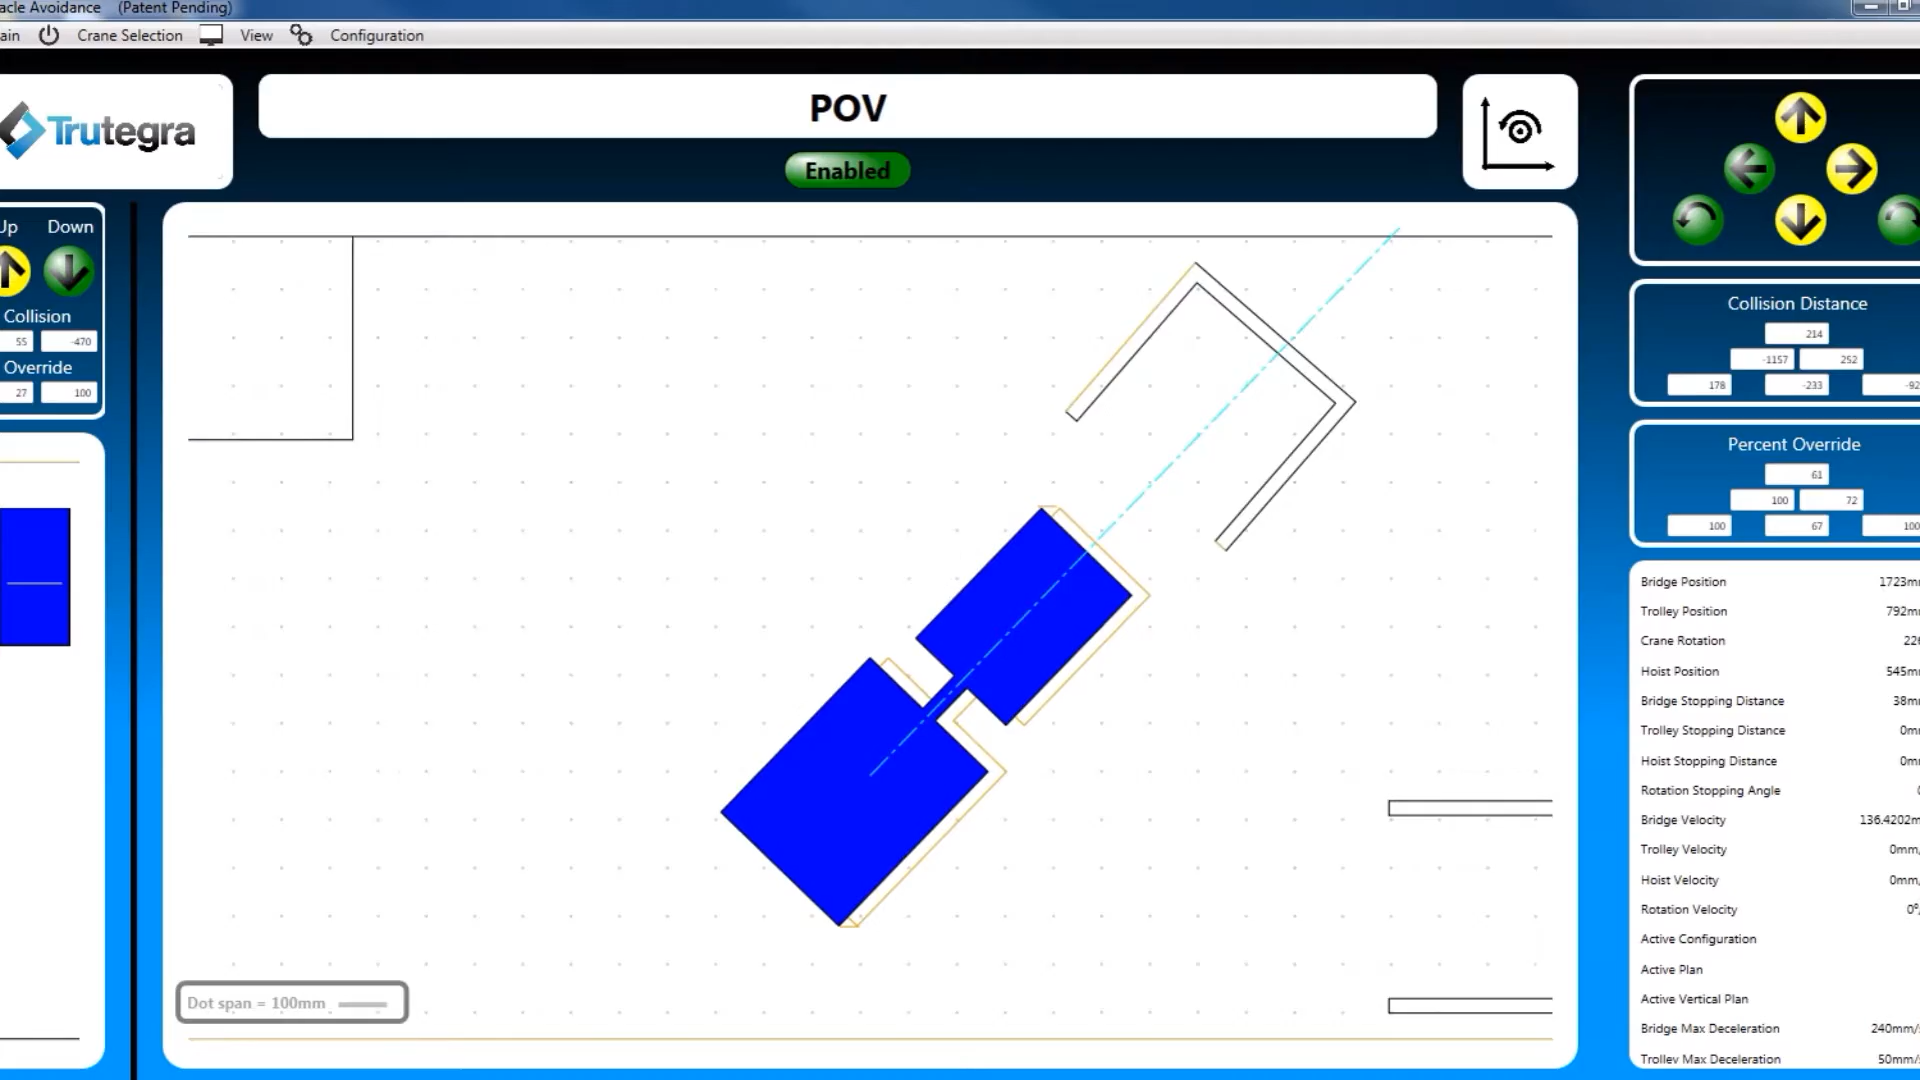 acle Avoidance (Patent Pending)
ain Crane Selection View Configuration
Trutegra
POV
Enabled
Up Down
Collision
55 -470
Override
27 100
Dot span = 100mm
Collision Distance
214
-1157 252
178 -233 -92
Percent Override
61
100 72
100 67 100
Bridge Position 1723m
Trolley Position 792m
Crane Rotation 22
Hoist Position 545m
Bridge Stopping Distance 38m
Trolley Stopping Distance 0m
Hoist Stopping Distance 0m
Rotation Stopping Angle
Bridge Velocity 136.4202m
Trolley Velocity 0mm/
Hoist Velocity 0mm/
Rotation Velocity 0°
Active Configuration
Active Plan
Active Vertical Plan
Bridge Max Deceleration 240mm/s
Trolley Max Deceleration 50mm/s